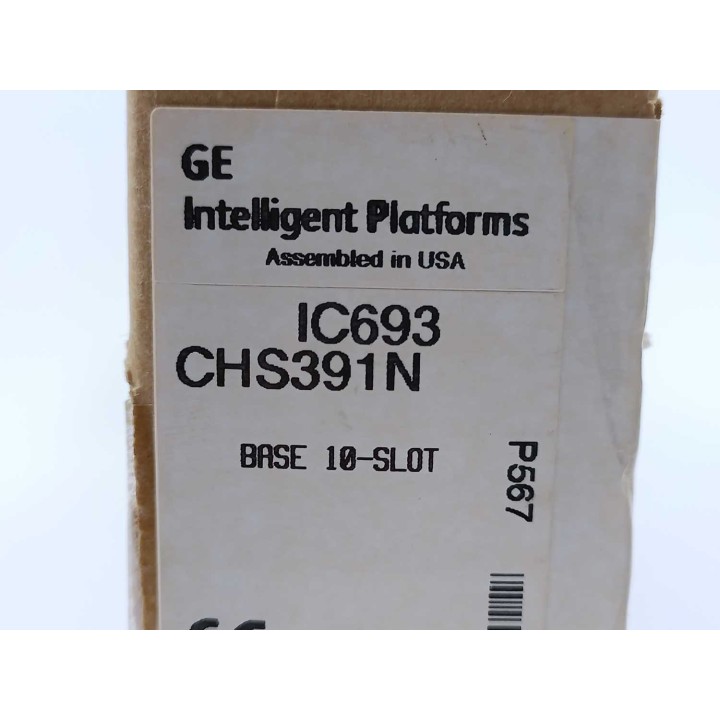 GE
Intelligent Platforms
Assembled in USA
IC693
CHS391N
BASE 10-SLOT
P567